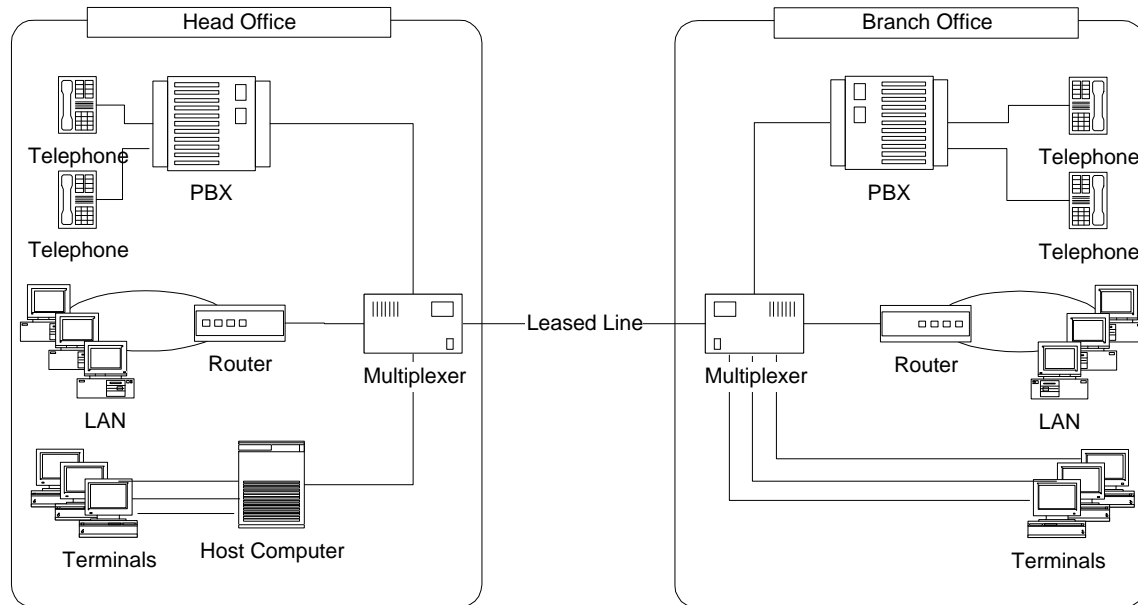 Head Office
Branch Office
Telephone
PBX
Telephone
Router
LAN
Multiplexer
Terminals
Host Computer
Leased Line
PBX
Telephone
Telephone
Multiplexer
Router
LAN
Terminals